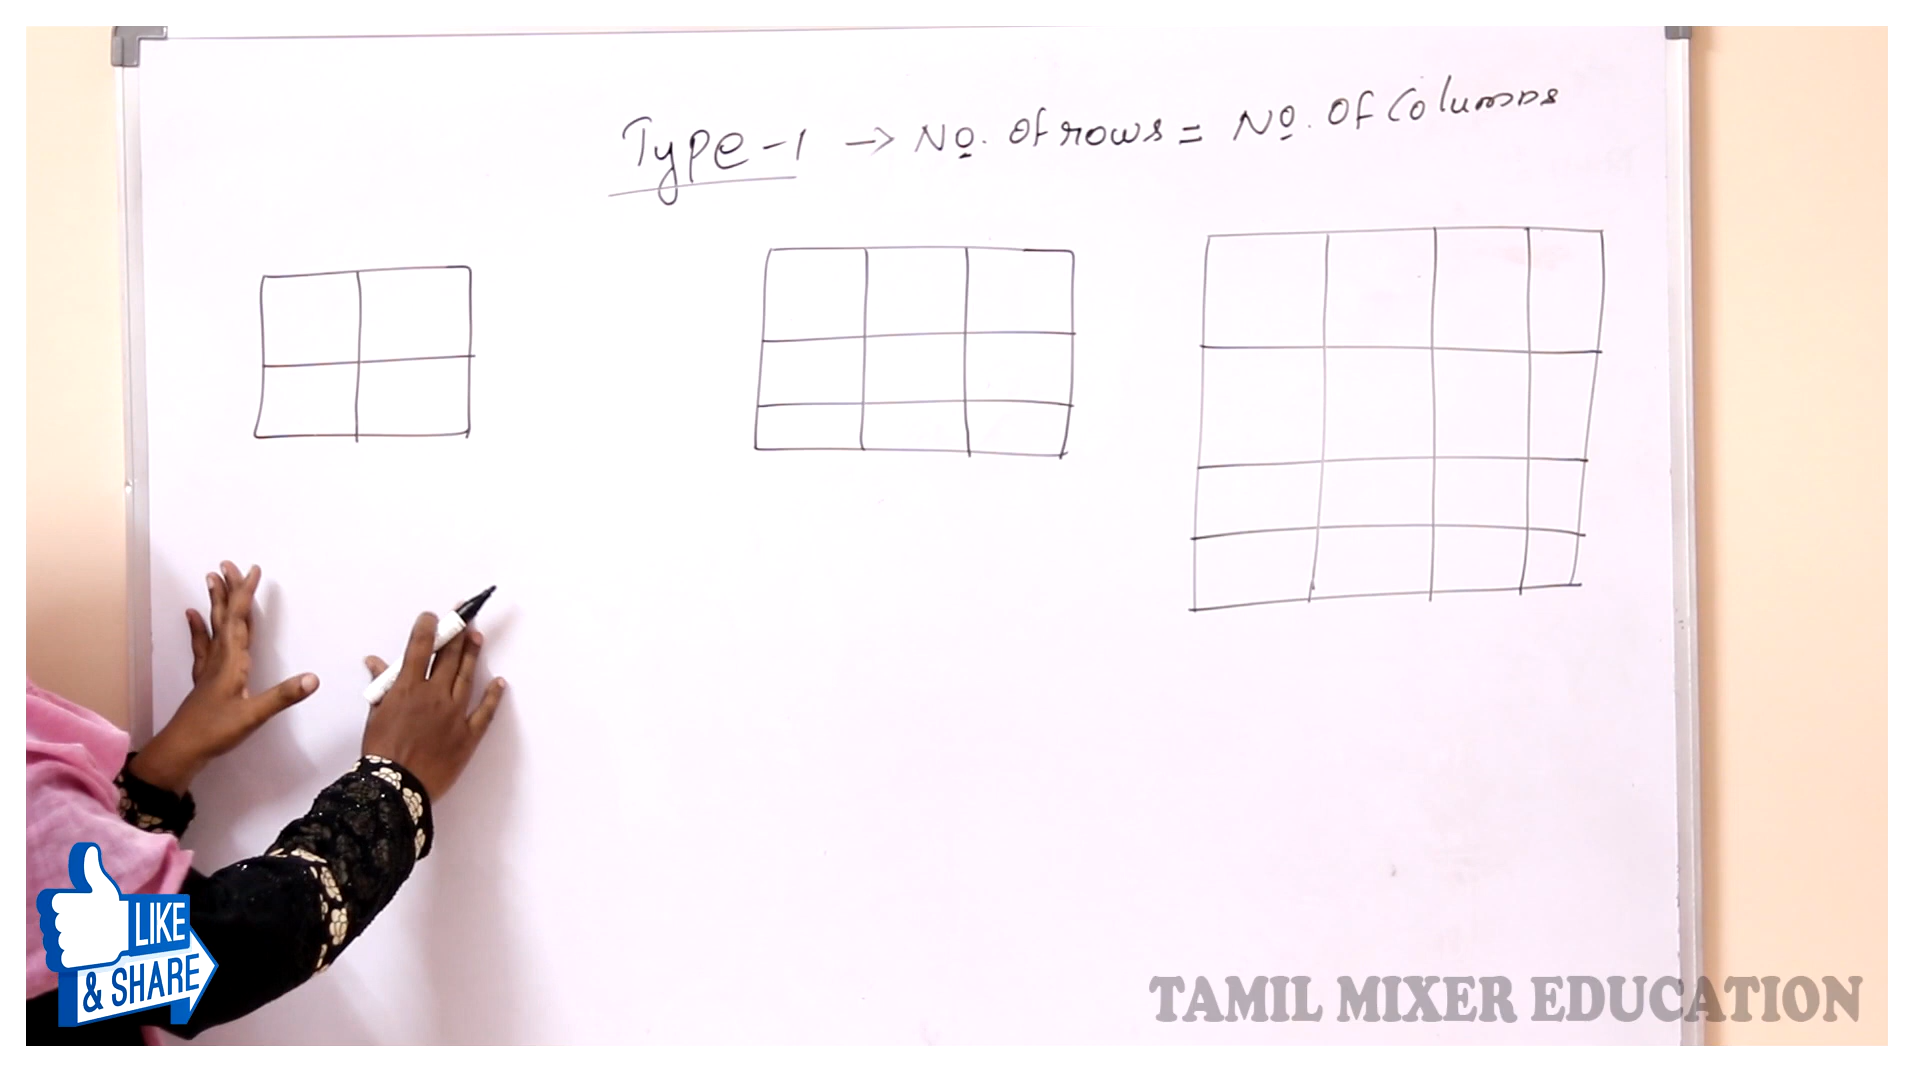 Type-1 → No. of rows = No. of Columns
LIKE
& SHARE
TAMIL MIXER EDUCATION